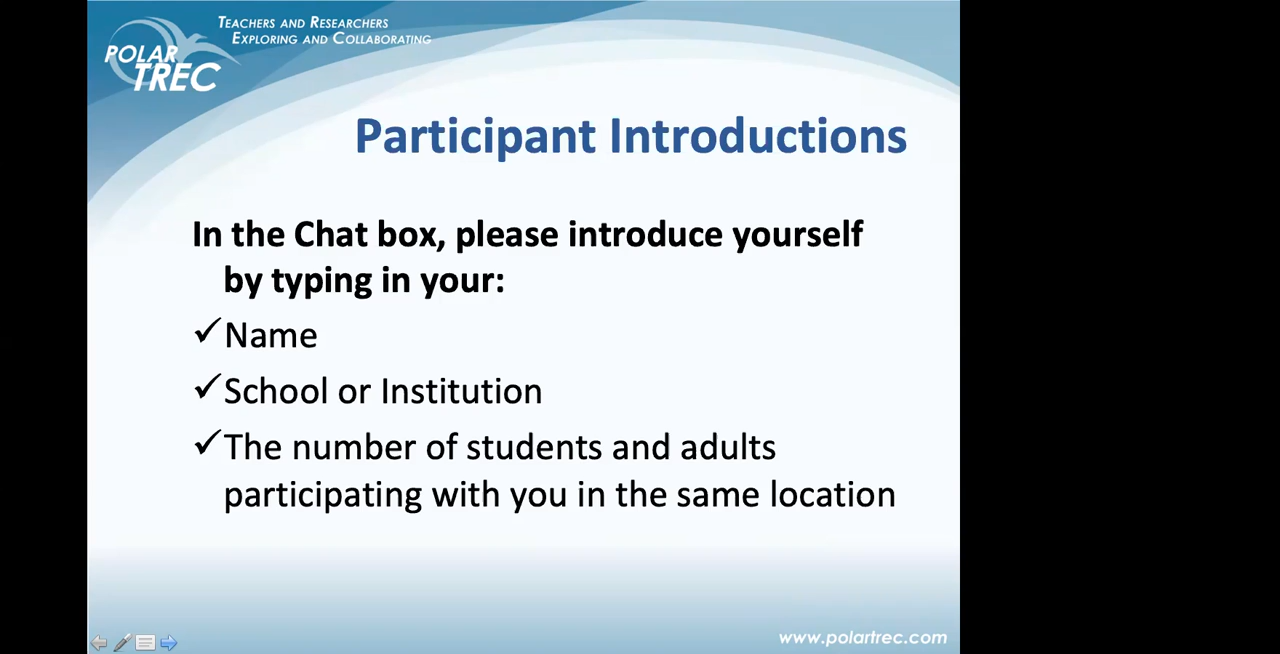 TEACHERS AND RESEARCHERS
EXPLORING AND COLLABORATING
POLAR
TREC
Participant Introductions
In the Chat box, please introduce yourself
by typing in your:
✓Name
✓School or Institution
✓The number of students and adults
participating with you in the same location
www.polartrec.com